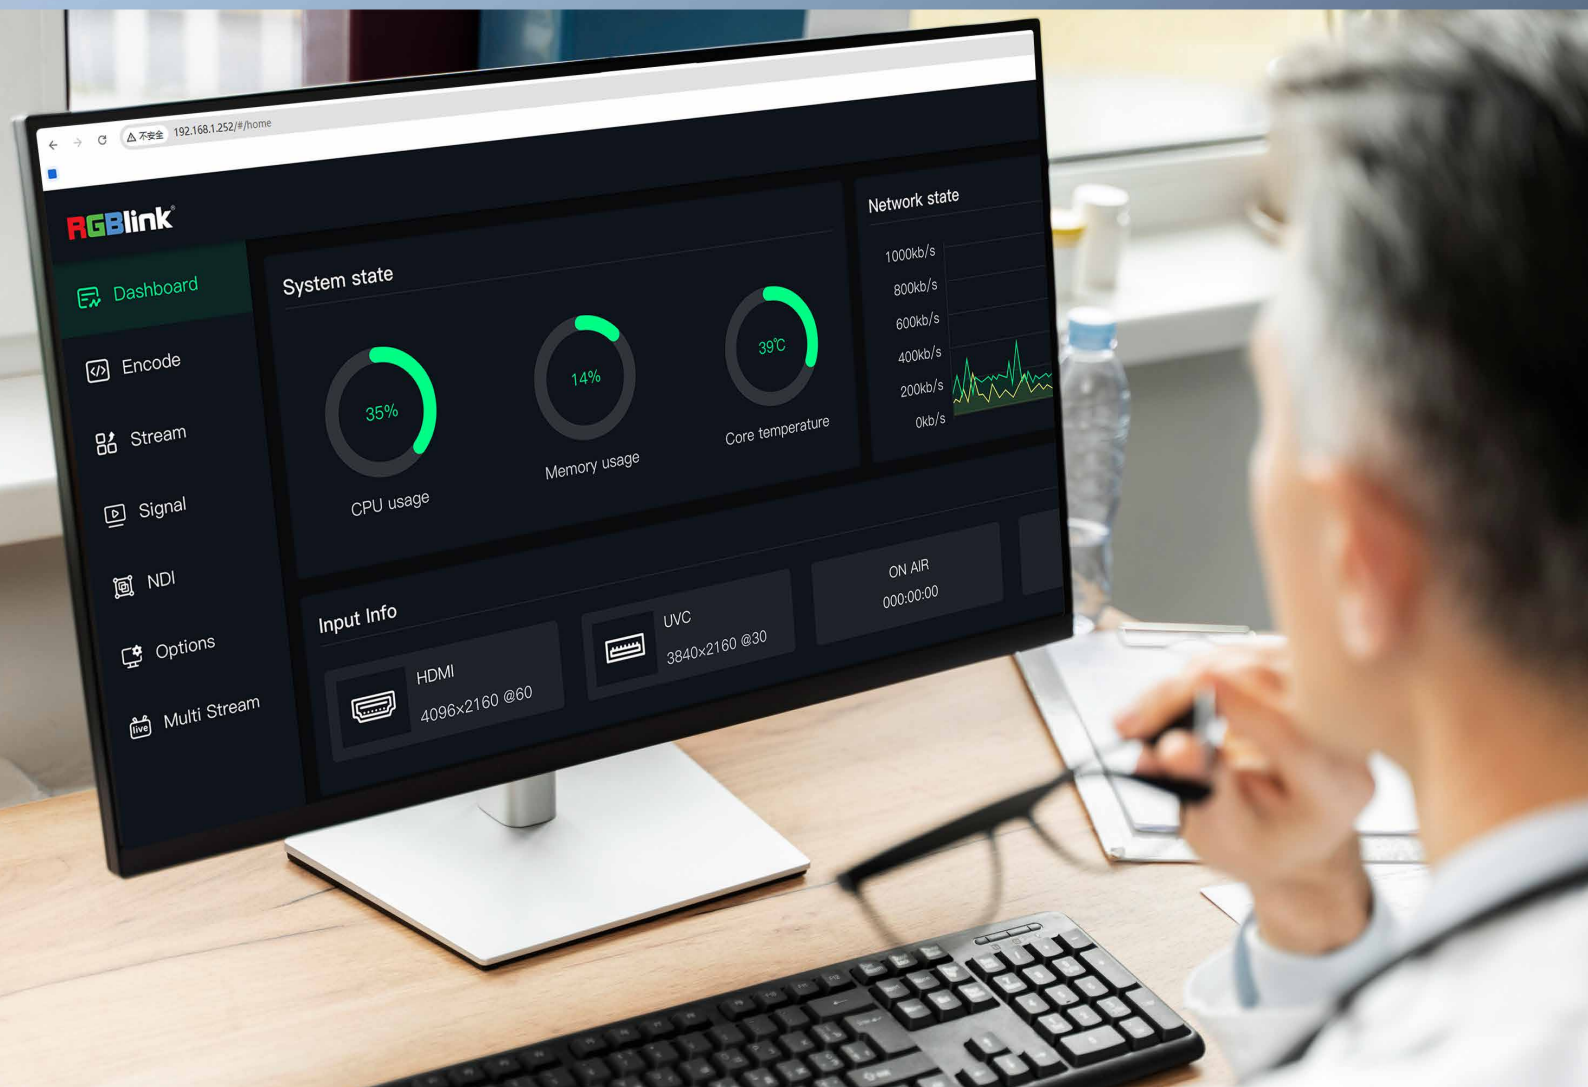 不安全 192.168.1.252/#/home
RGBlink®
Dashboard
Encode
Stream
Signal
NDI
Options
live
Multi Stream
System state
35%
CPU usage
14%
Memory usage
39℃
Core temperature
Network state
1000kb/s
800kb/s
600kb/s
400kb/s
200kb/s
0kb/s
Input Info
HDMI
4096×2160 @60
UVC
3840×2160 @30
ON AIR
000:00:00